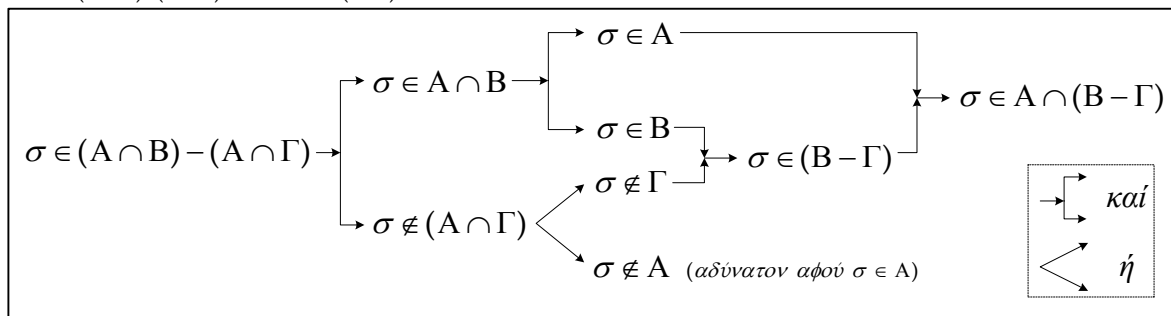 σ ∈ Α
σ ∈ Α ∩ Β
σ ∈ Α ∩ (Β − Γ)
σ ∈ Β
σ ∈ (Α ∩ Β) − (Α ∩ Γ)
σ ∈ (Β − Γ)
σ ∉ Γ
σ ∉ (Α ∩ Γ)
σ ∉ Α (αδύνατον αφού σ ∈ Α)
καί
ή